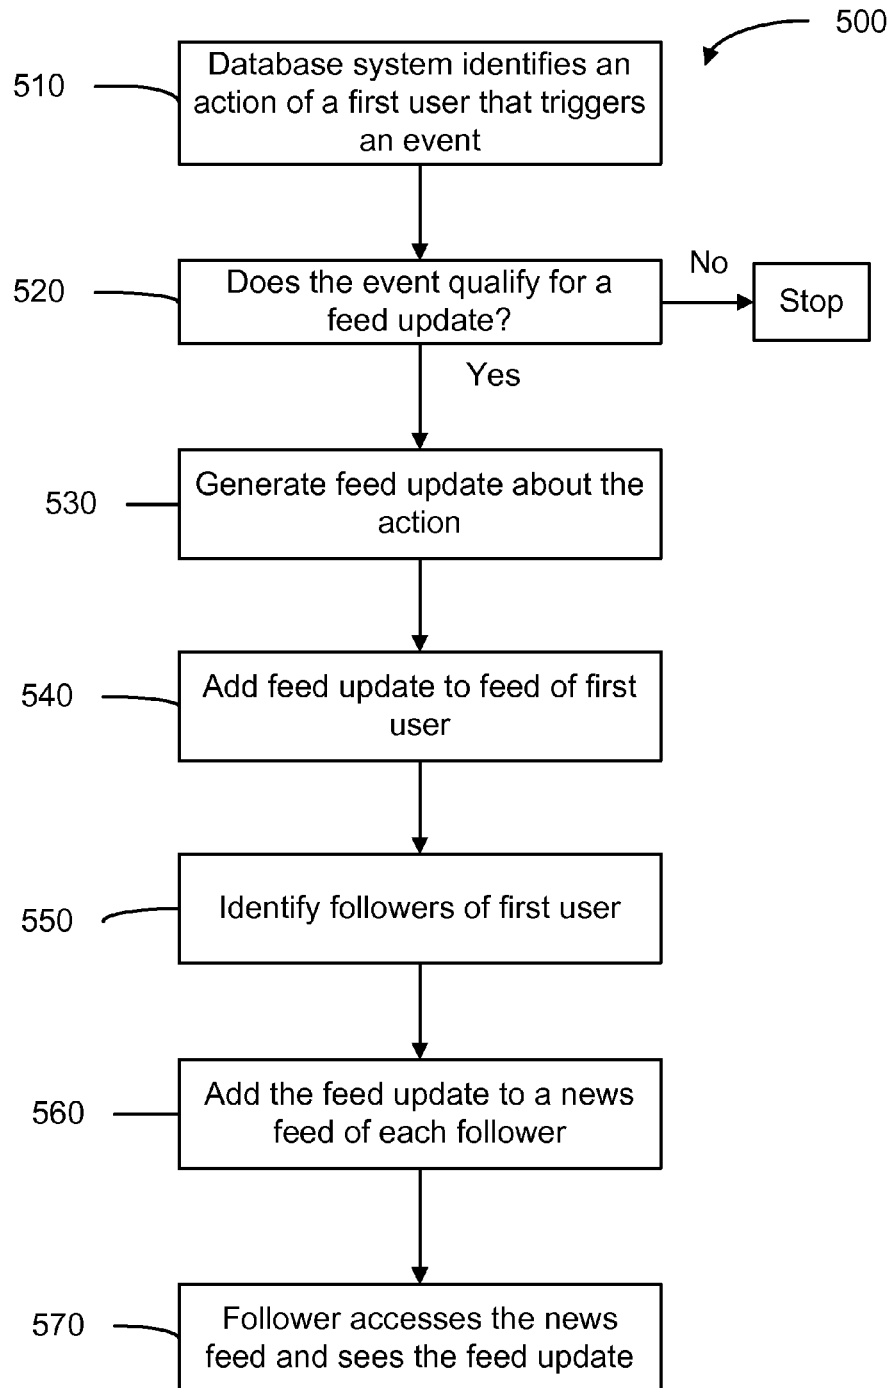 500
510
Database system identifies an
action of a first user that triggers
an event
520
Does the event qualify for a
feed update?
No
Stop
Yes
530
Generate feed update about the
action
540
Add feed update to feed of first
user
550
Identify followers of first user
560
Add the feed update to a news
feed of each follower
570
Follower accesses the news
feed and sees the feed update